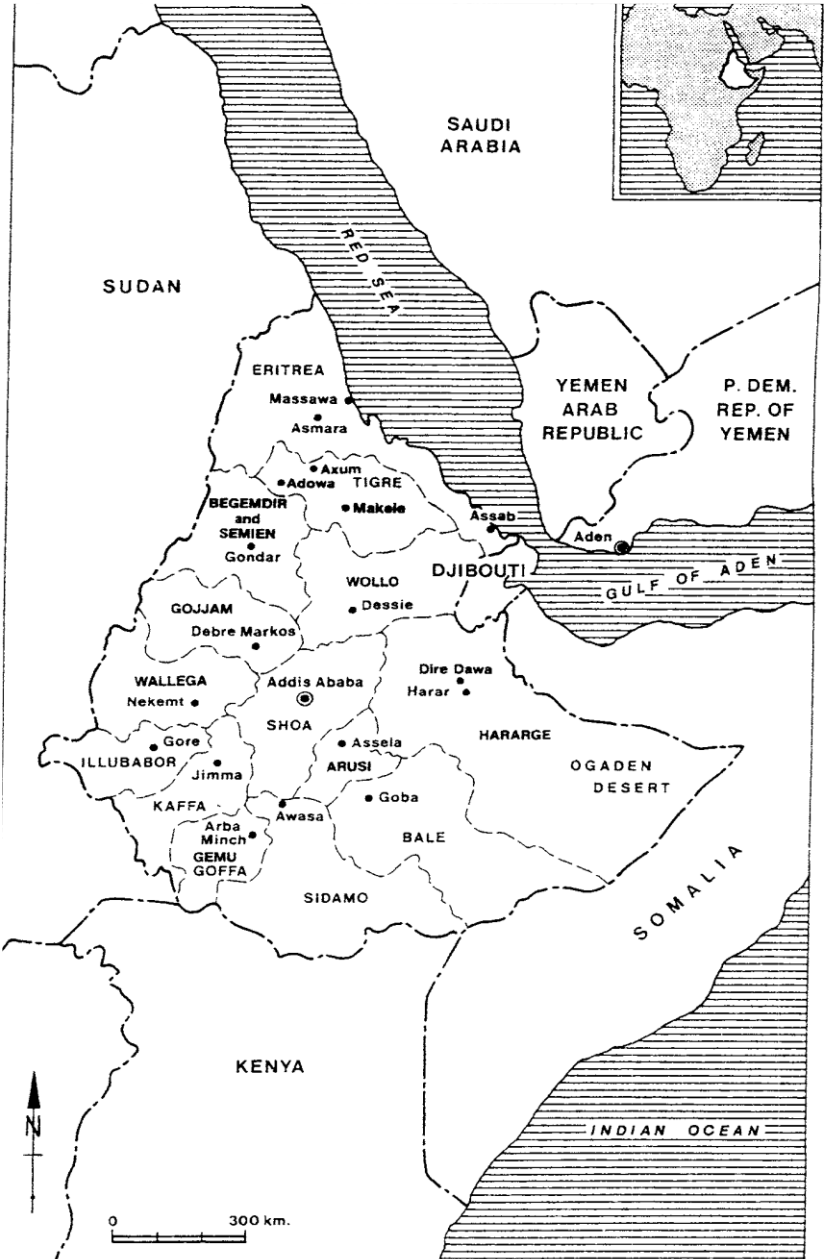 SAUDI
ARABIA
RED SEA
SUDAN
ERITREA
Massawa
Asmara
YEMEN
ARAB
REPUBLIC
P. DEM.
REP. OF
YEMEN
Axum
Adowa
TIGRE
Makele
BEGEMDIR
and
SEMIEN
Gondar
Assab
Aden
DJIBOUTI
GULF OF ADEN
WOLLO
Dessie
GOJJAM
Debre Markos
WALLEGA
Nekemt
Addis Ababa
SHOA
Dire Dawa
Harar
HARARGE
Gore
ILLUBABOR
Jimma
Assela
ARUSI
OGADEN
DESERT
KAFFA
Awasa
Goba
Arba
Minch
GEMU
GOFFA
BALE
SIDAMO
SOMALIA
KENYA
N
INDIAN OCEAN
0 300 km.